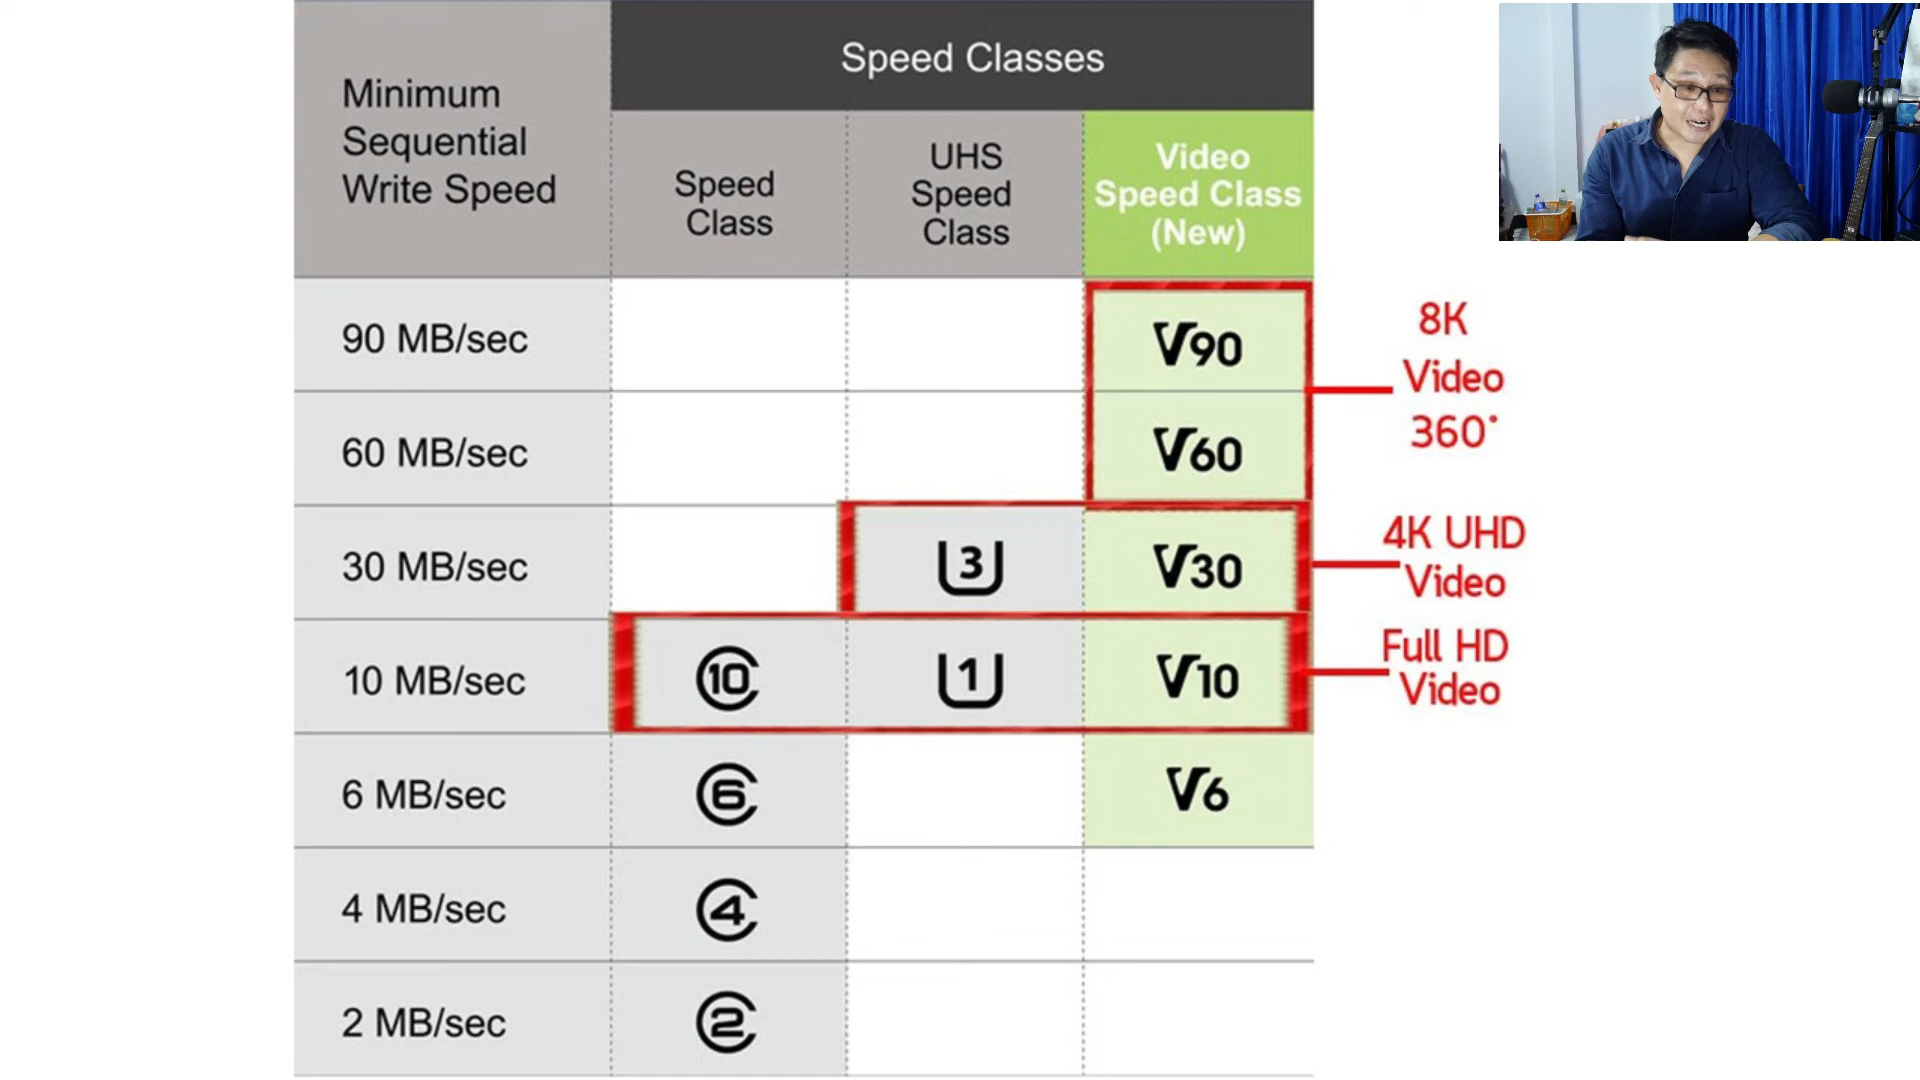 Minimum
Sequential
Write Speed
Speed Classes
Speed
Class
UHS
Speed
Class
Video
Speed Class
(New)
90 MB/sec
V90
60 MB/sec
V60
8K
Video
360°
30 MB/sec
3
V30
4K UHD
Video
10 MB/sec
10
1
V10
Full HD
Video
6 MB/sec
6
V6
4 MB/sec
4
2 MB/sec
2